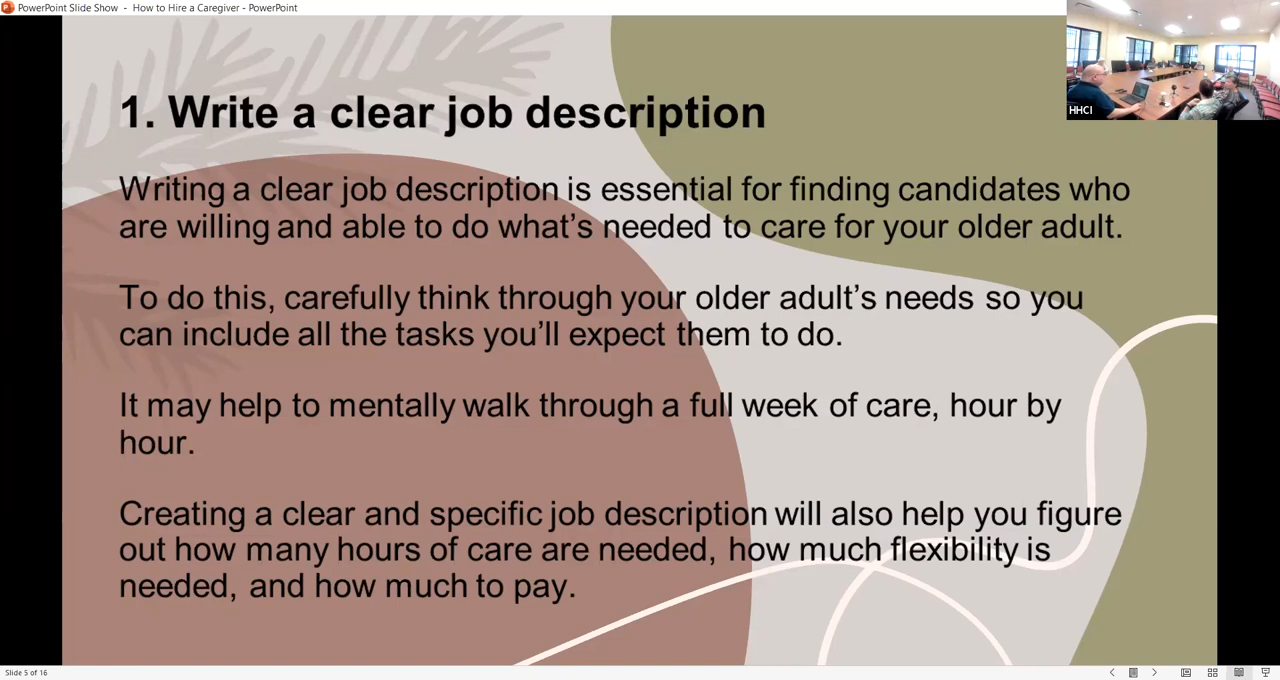 PowerPoint Slide Show - How to Hire a Caregiver - PowerPoint
HHCI
1. Write a clear job description
Writing a clear job description is essential for finding candidates who
are willing and able to do what’s needed to care for your older adult.
To do this, carefully think through your older adult’s needs so you
can include all the tasks you’ll expect them to do.
It may help to mentally walk through a full week of care, hour by
hour.
Creating a clear and specific job description will also help you figure
out how many hours of care are needed, how much flexibility is
needed, and how much to pay.
Slide 5 of 16